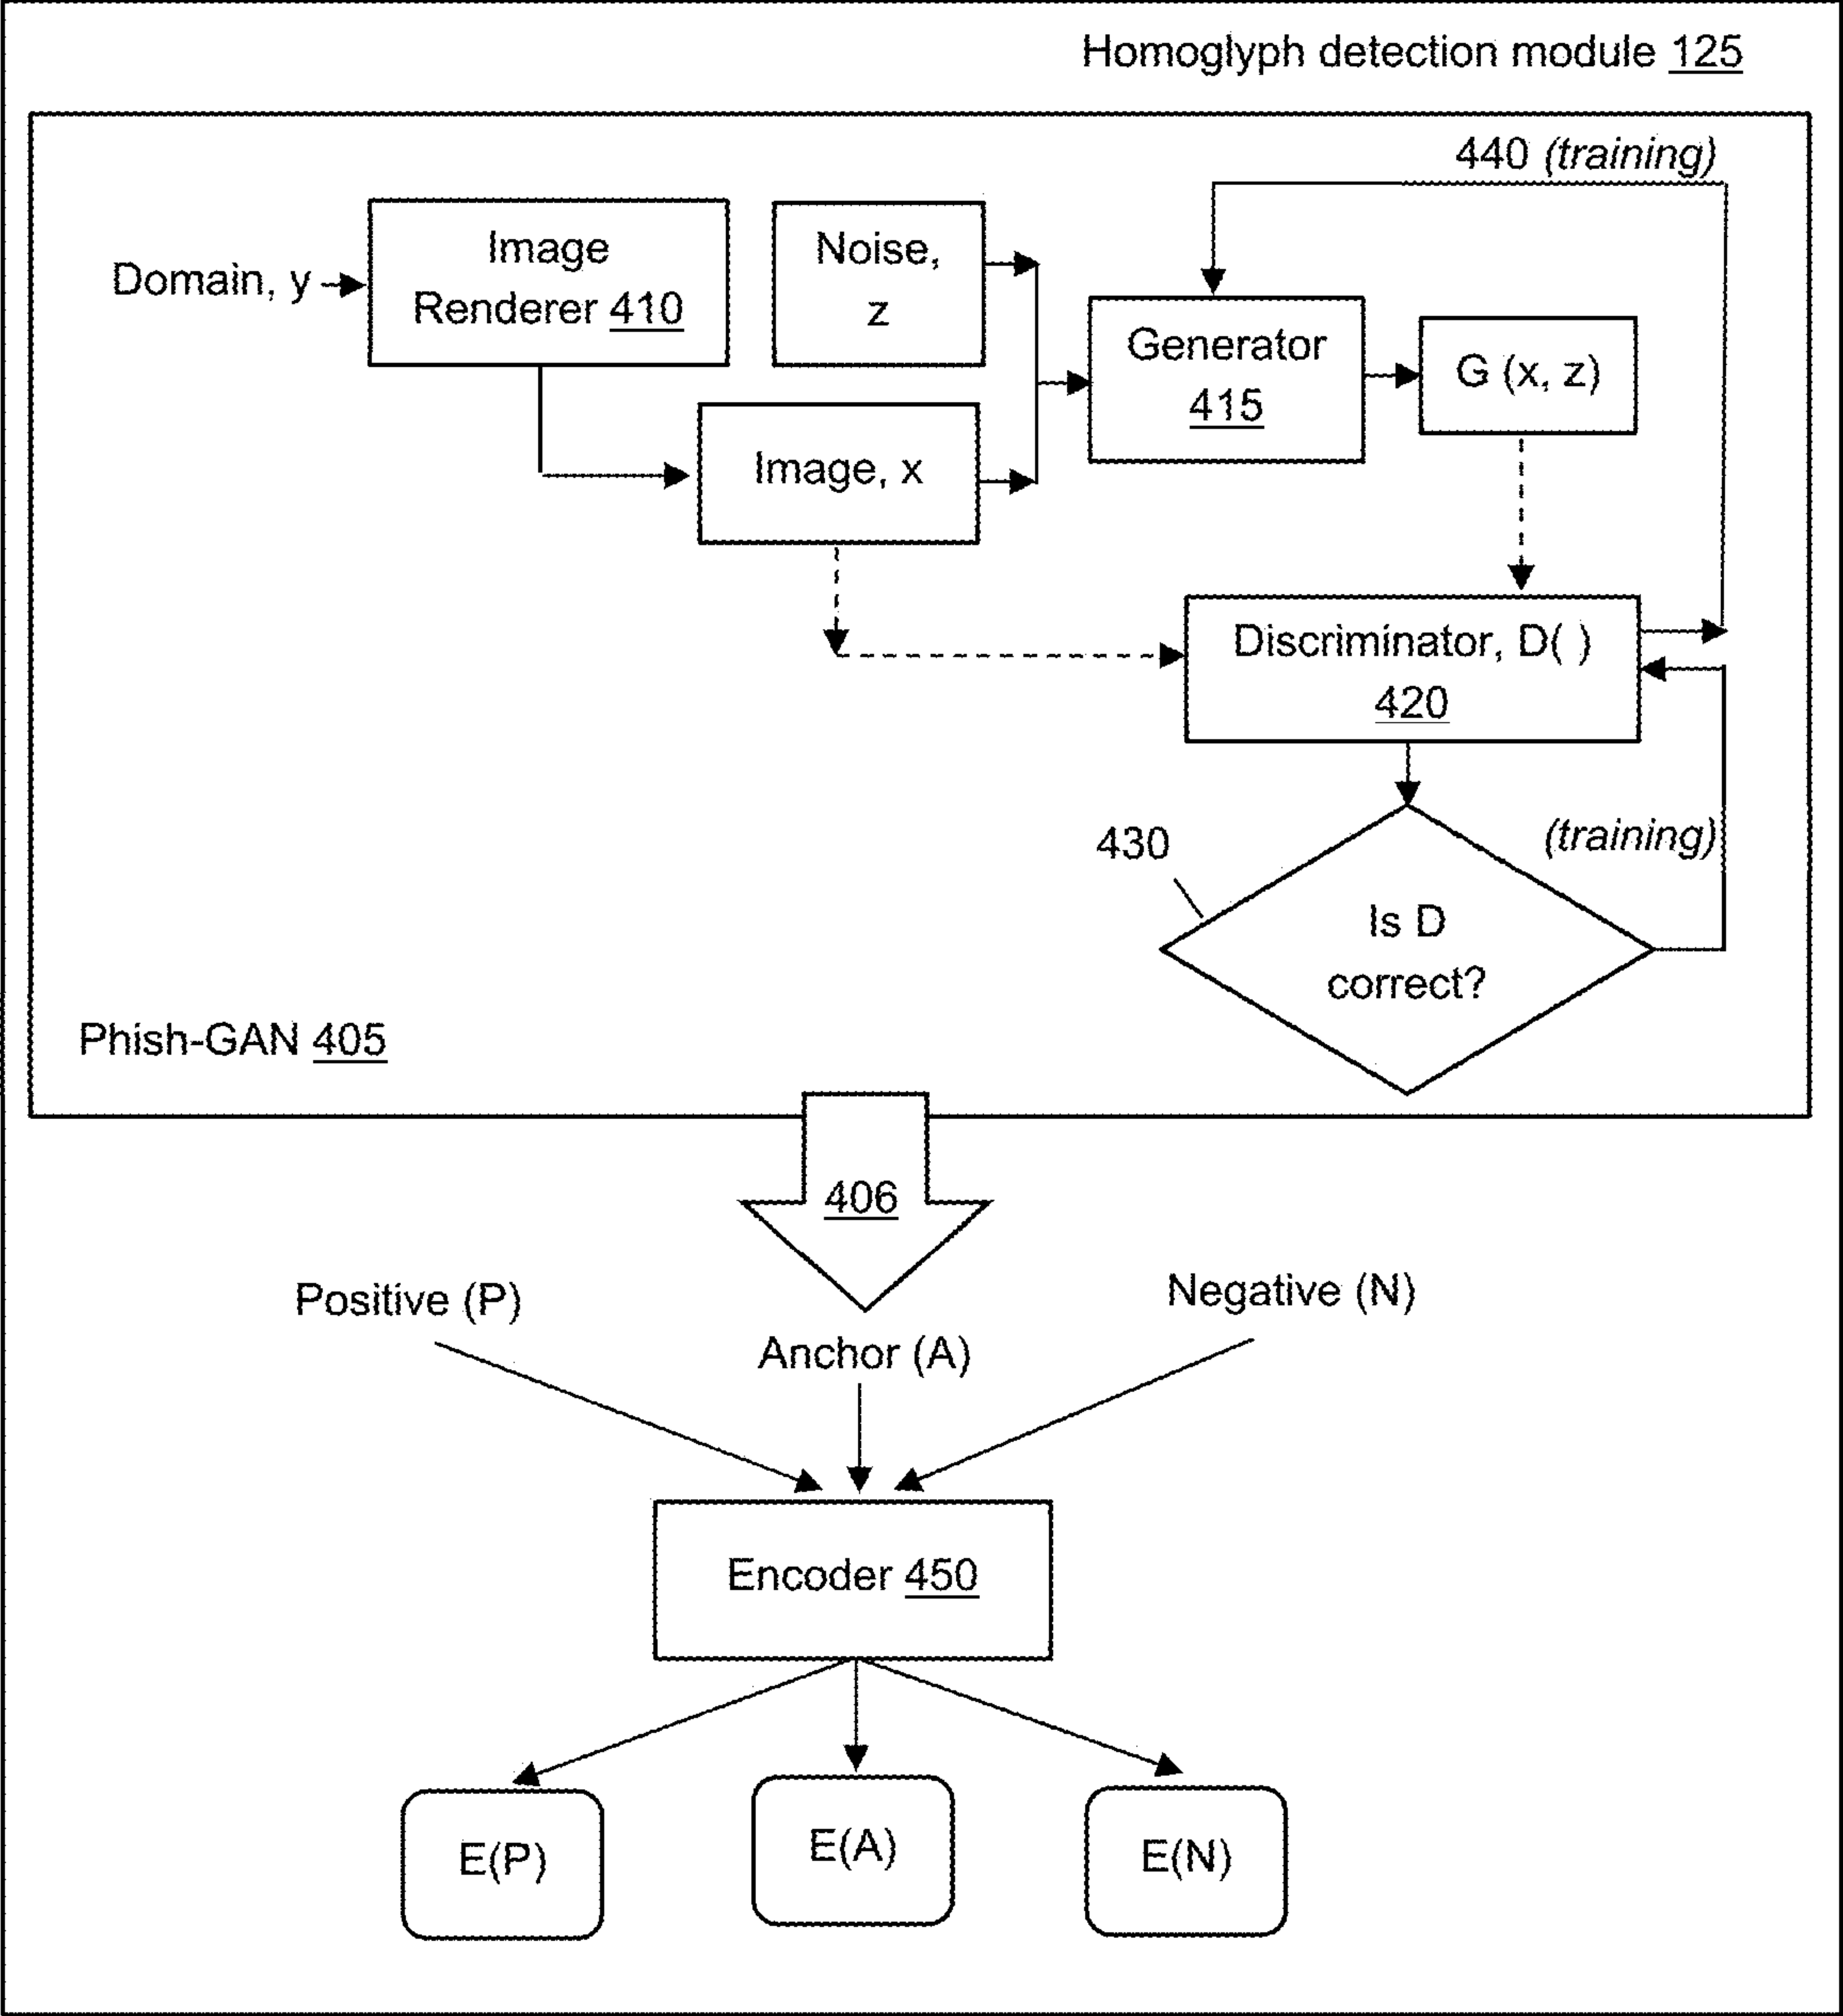 Homoglyph detection module 125
440 (training)
Domain, y
Image
Renderer 410
Noise,
z
Generator
415
G (x, z)
Image, x
Discriminator, D( )
420
430
(training)
Is D
correct?
Phish-GAN 405
406
Positive (P)
Anchor (A)
Negative (N)
Encoder 450
E(P)
E(A)
E(N)